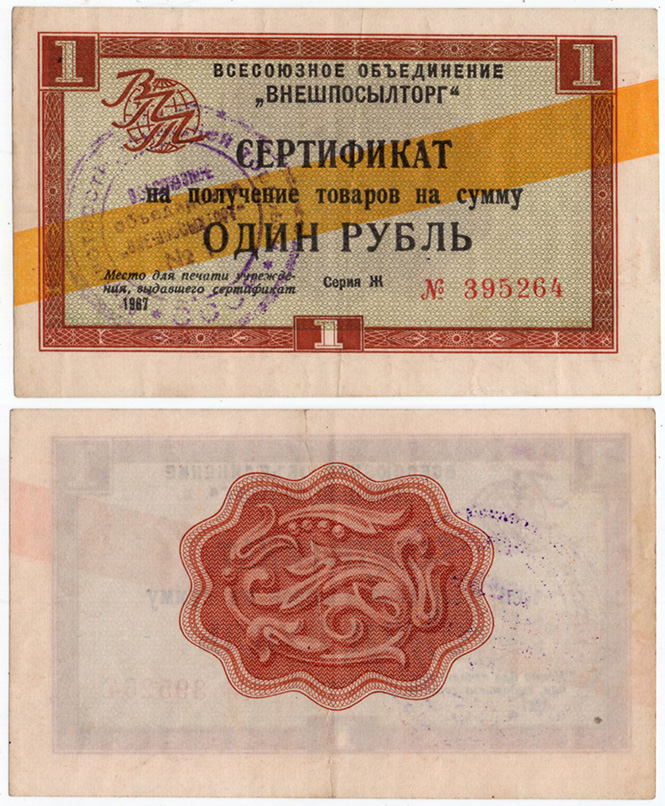 1 1
ВПТ
ВСЕСОЮЗНОЕ ОБЪЕДИНЕНИЕ
„ВНЕШПОСЫЛТОРГ“
СЕРТИФИКАТ
на получение товаров на сумму
ОДИН РУБЛЬ
Место для печати учрежде-
ния, выдавшего сертификат
1967
Серия Ж
№ 395264
1